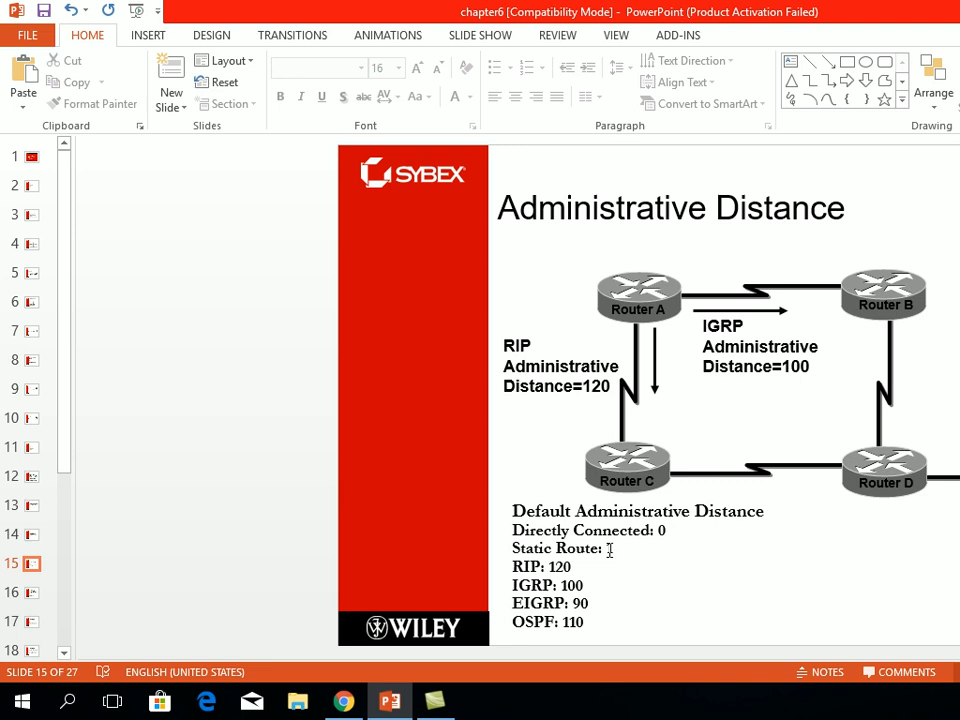 chapter6 [Compatibility Mode] - PowerPoint (Product Activation Failed)
FILE
HOME
INSERT
DESIGN
TRANSITIONS
ANIMATIONS
SLIDE SHOW
REVIEW
VIEW
ADD-INS
Paste
Cut
Copy
Format Painter
Clipboard
New
Slide
Layout
Reset
Section
Slides
16
B I U S abc AV Aa A
Font
Text Direction
Align Text
Convert to SmartArt
Paragraph
Arrange
Drawing
1
2
3
4
5
6
7
8
9
10
11
12
13
14
15
16
17
18
SYBEX
Administrative Distance
Router A
Router B
IGRP
Administrative
Distance=100
RIP
Administrative
Distance=120
Router C
Router D
Default Administrative Distance
Directly Connected: 0
Static Route:
RIP: 120
IGRP: 100
EIGRP: 90
OSPF: 110
WILEY
SLIDE 15 OF 27
ENGLISH (UNITED STATES)
NOTES
COMMENTS